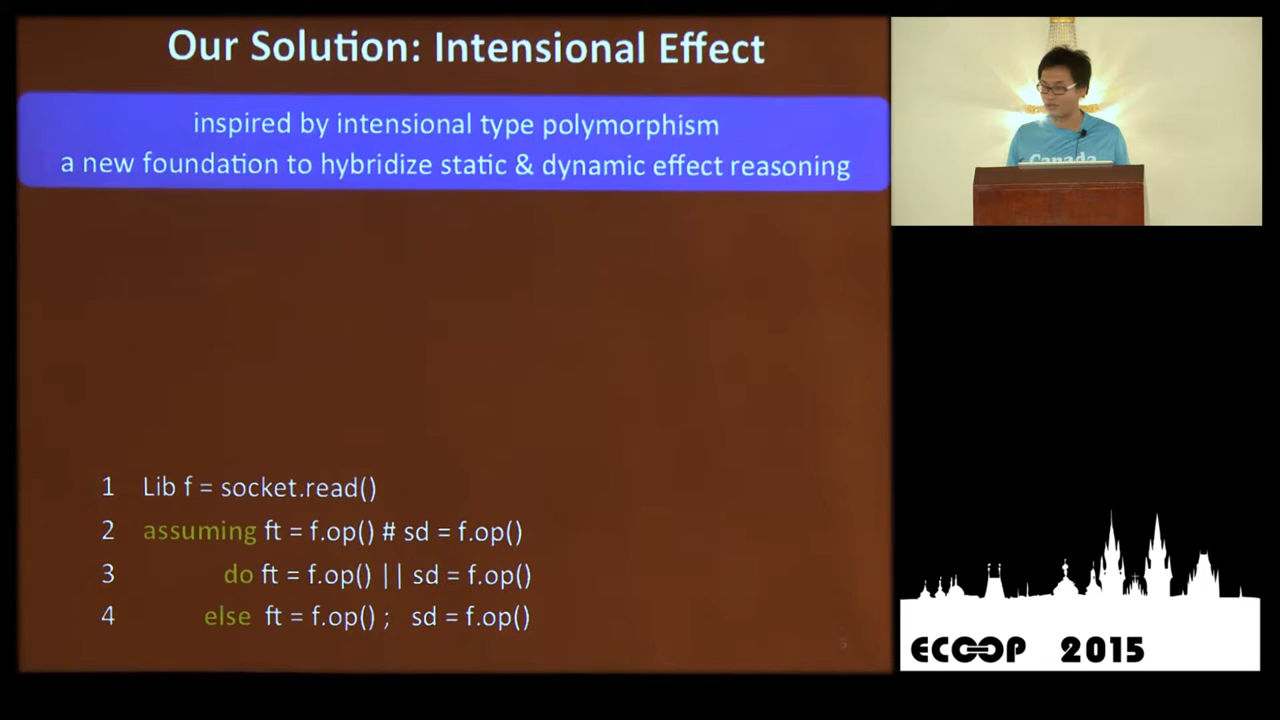 Our Solution: Intensional Effect
inspired by intensional type polymorphism
a new foundation to hybridize static & dynamic effect reasoning
1 Lib f = socket.read()
2 assuming ft = f.op() # sd = f.op()
3 do ft = f.op() || sd = f.op()
4 else ft = f.op() ; sd = f.op()
Canada
ECOOP 2015